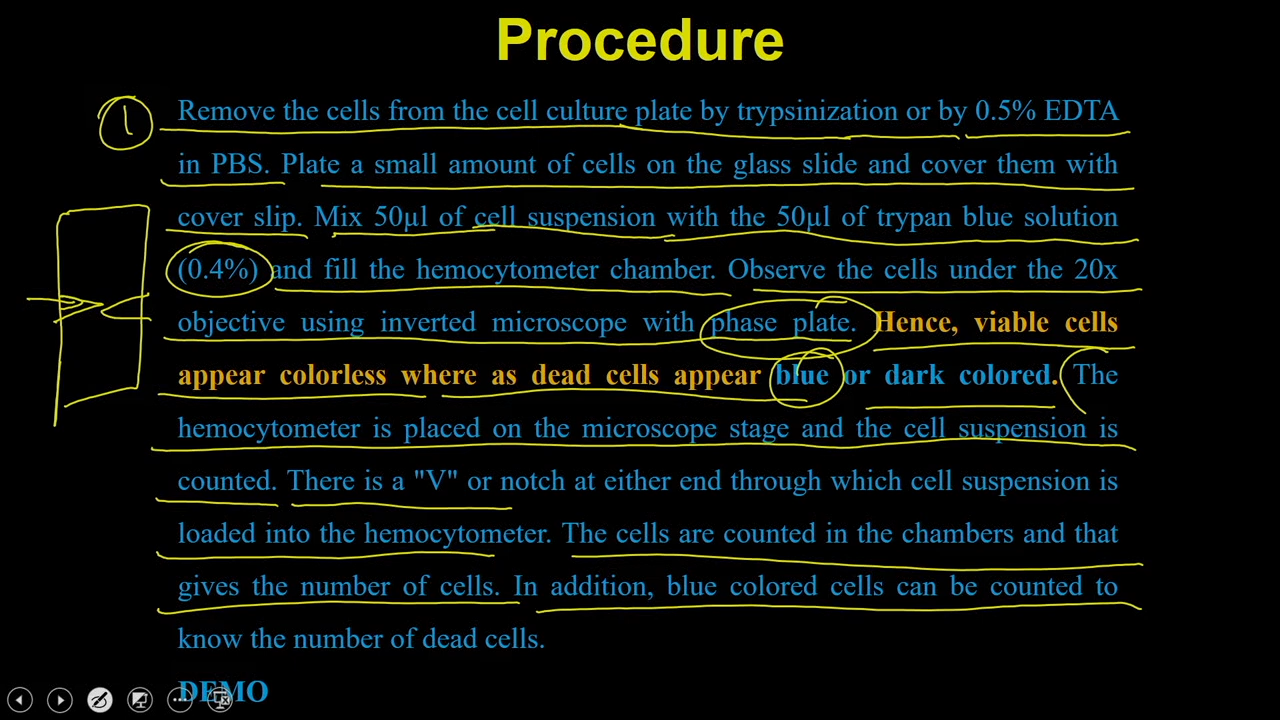 Procedure
1
Remove the cells from the cell culture plate by trypsinization or by 0.5% EDTA
in PBS. Plate a small amount of cells on the glass slide and cover them with
cover slip. Mix 50µl of cell suspension with the 50µl of trypan blue solution
(0.4%) and fill the hemocytometer chamber. Observe the cells under the 20x
objective using inverted microscope with phase plate. Hence, viable cells
appear colorless where as dead cells appear blue or dark colored. The
hemocytometer is placed on the microscope stage and the cell suspension is
counted. There is a "V" or notch at either end through which cell suspension is
loaded into the hemocytometer. The cells are counted in the chambers and that
gives the number of cells. In addition, blue colored cells can be counted to
know the number of dead cells.
DEMO